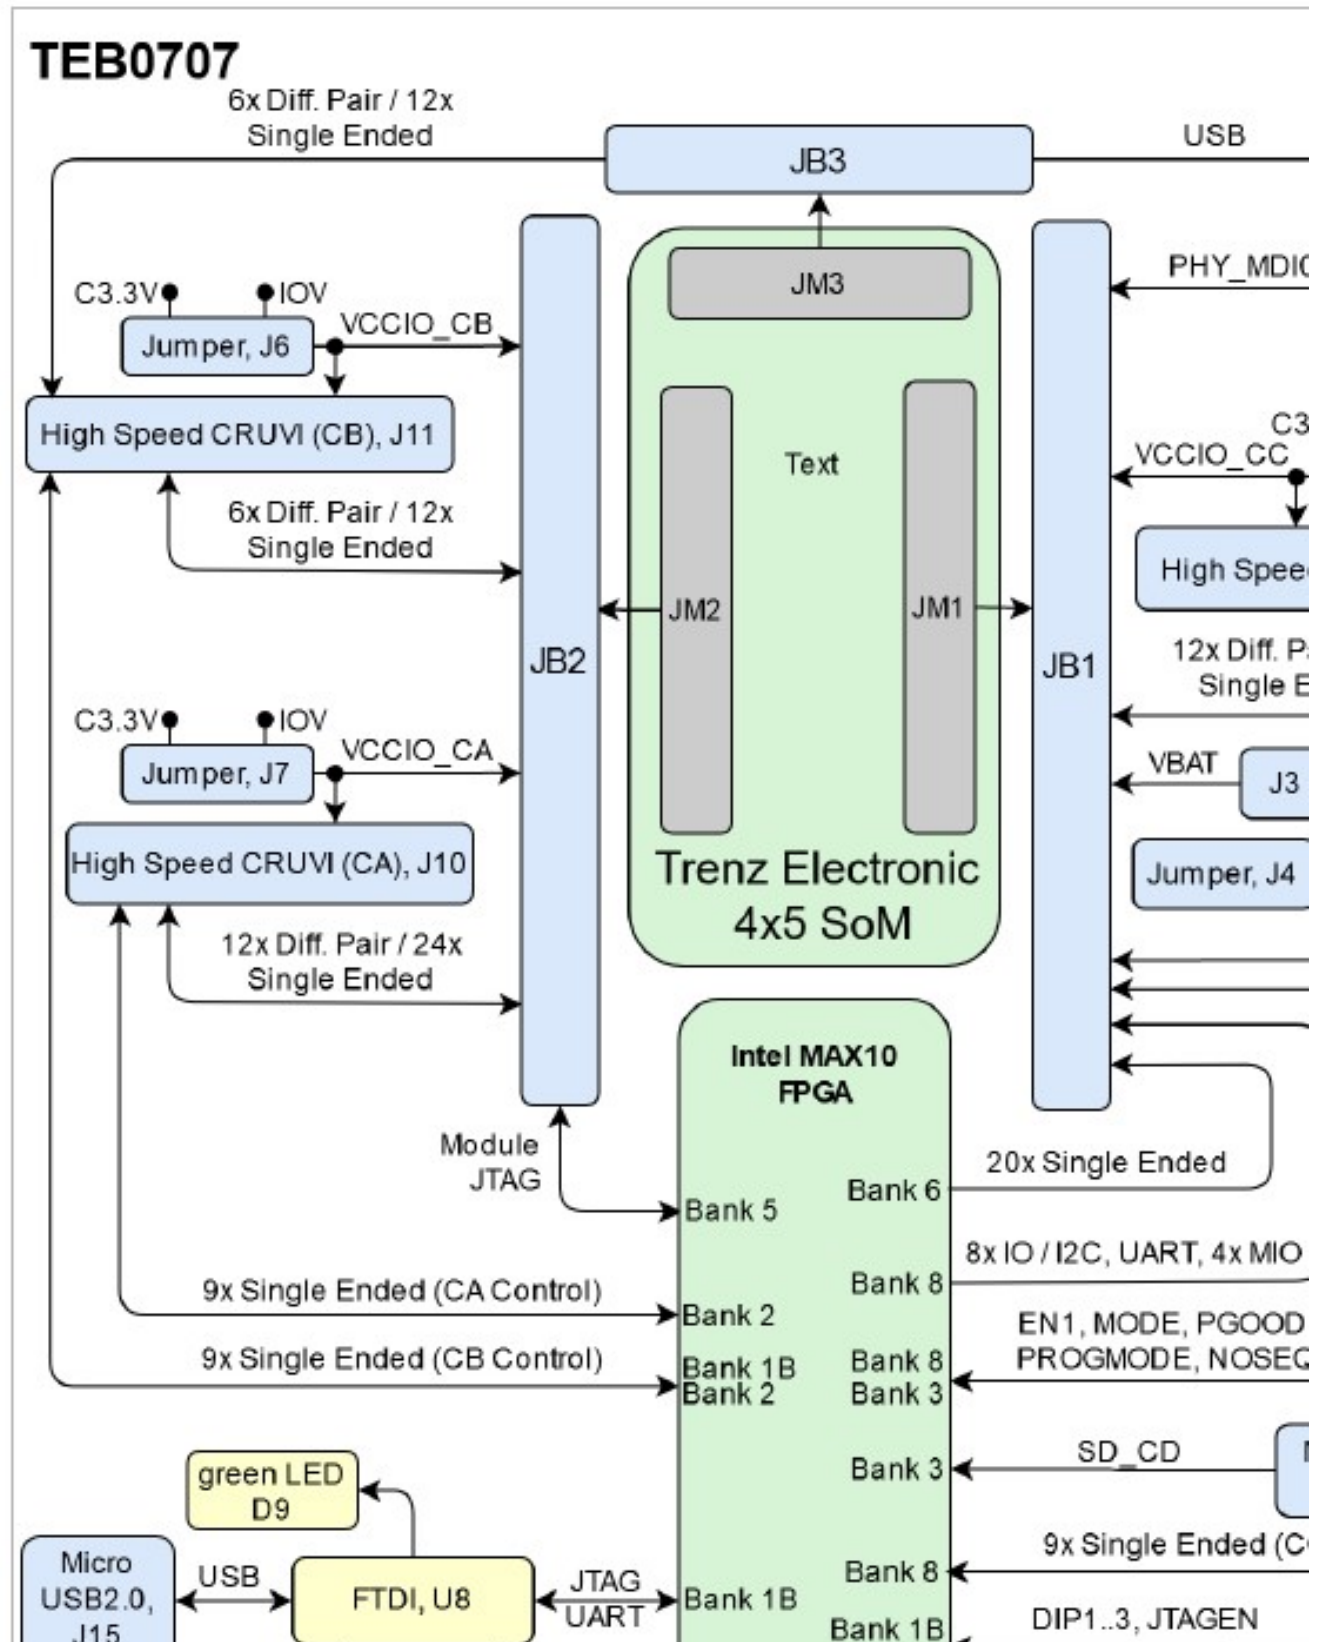 TEB0707
6x Diff. Pair / 12x
Single Ended
JB3
USB
JM3
PHY_MDIO
C3.3V
IOV
VCCIO_CB
Jumper, J6
High Speed CRUVI (CB), J11
C3
VCCIO_CC
Text
6x Diff. Pair / 12x
Single Ended
High Speed
JM2
JM1
JB2
JB1
12x Diff. Pa
Single E
C3.3V
IOV
VCCIO_CA
Jumper, J7
VBAT
J3
High Speed CRUVI (CA), J10
Trenz Electronic
4x5 SoM
Jumper, J4
12x Diff. Pair / 24x
Single Ended
Intel MAX10
FPGA
Module
JTAG
20x Single Ended
Bank 6
Bank 5
8x IO / I2C, UART, 4x MIO
Bank 8
9x Single Ended (CA Control)
Bank 2
EN1, MODE, PGOOD
PROGMODE, NOSEQ
9x Single Ended (CB Control)
Bank 1B
Bank 2
Bank 8
Bank 3
SD_CD
Bank 3
green LED
D9
9x Single Ended (C
Bank 8
Micro
USB2.0,
J15
USB
FTDI, U8
JTAG
UART
Bank 1B
DIP1..3, JTAGEN
Bank 1B